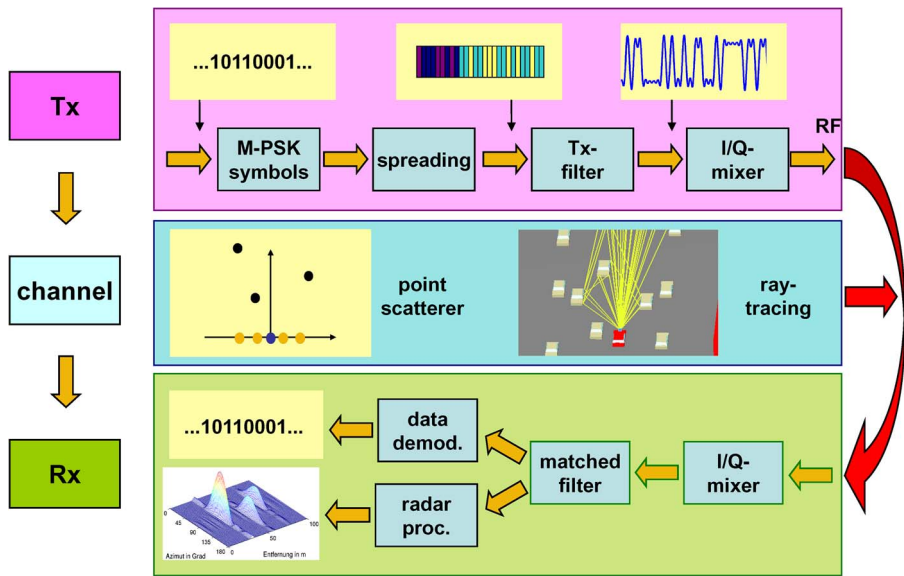 ...10110001...
Tx
RF
M-PSK
symbols
spreading
Tx-
filter
I/Q-
mixer
channel
point
scatterer
ray-
tracing
Rx
...10110001...
data
demod.
matched
filter
I/Q-
mixer
radar
proc.
0
45
90
135
180
0
50
100
Azimut in Grad
Entfernung in m